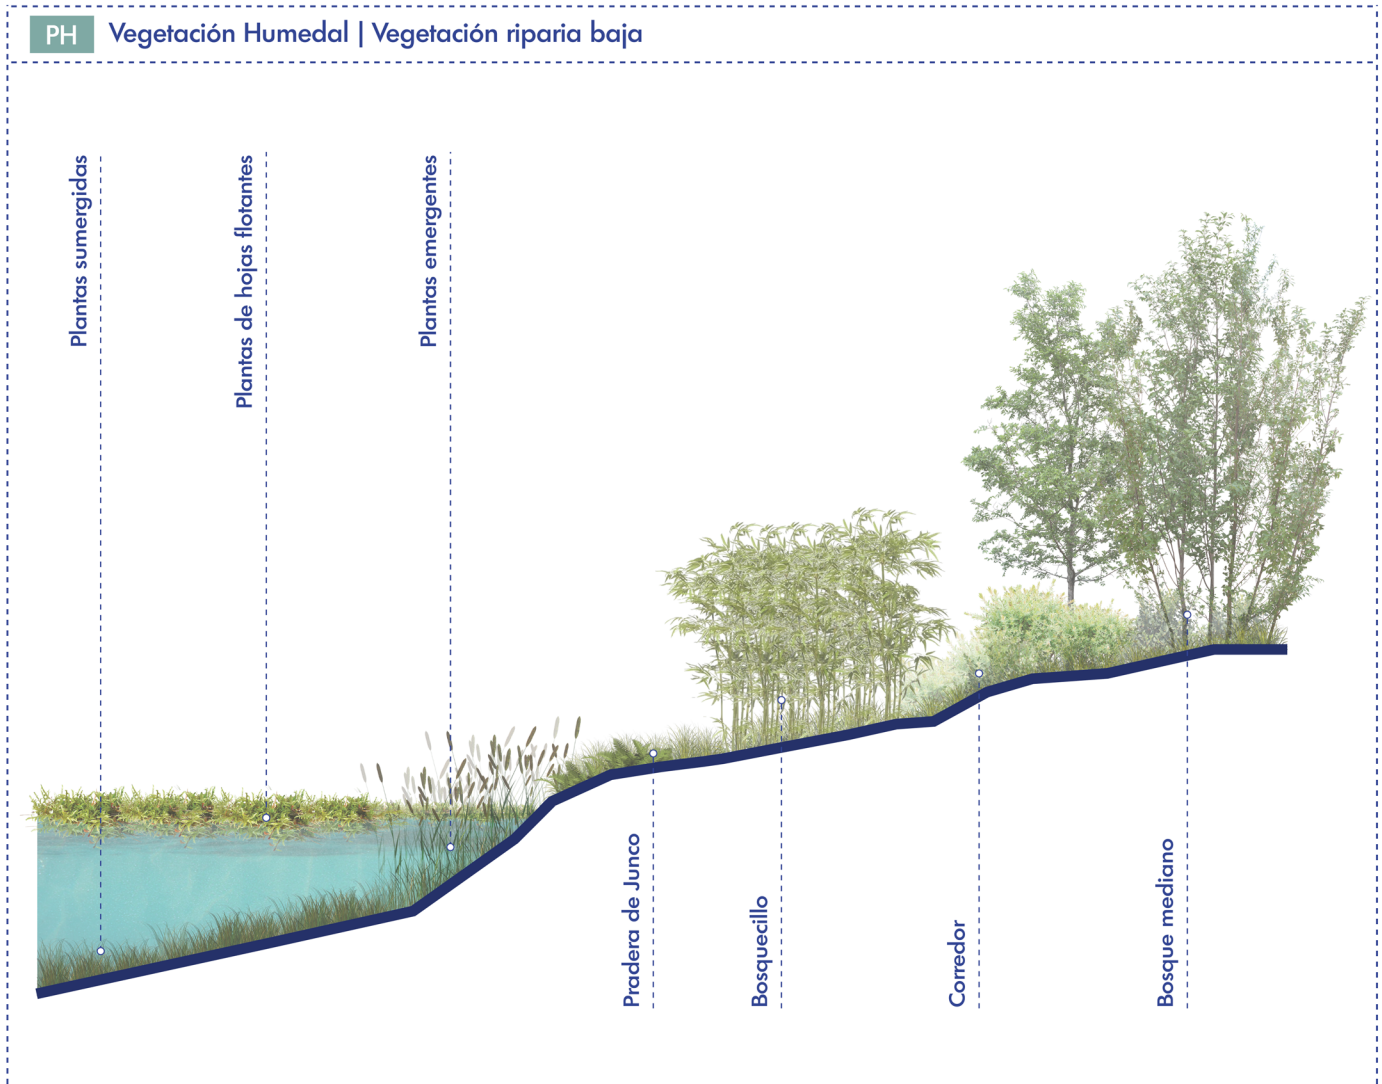 PH
Vegetación Humedal | Vegetación riparia baja
Plantas sumergidas
Plantas de hojas flotantes
Plantas emergentes
Pradera de Junco
Bosquecillo
Corredor
Bosque mediano